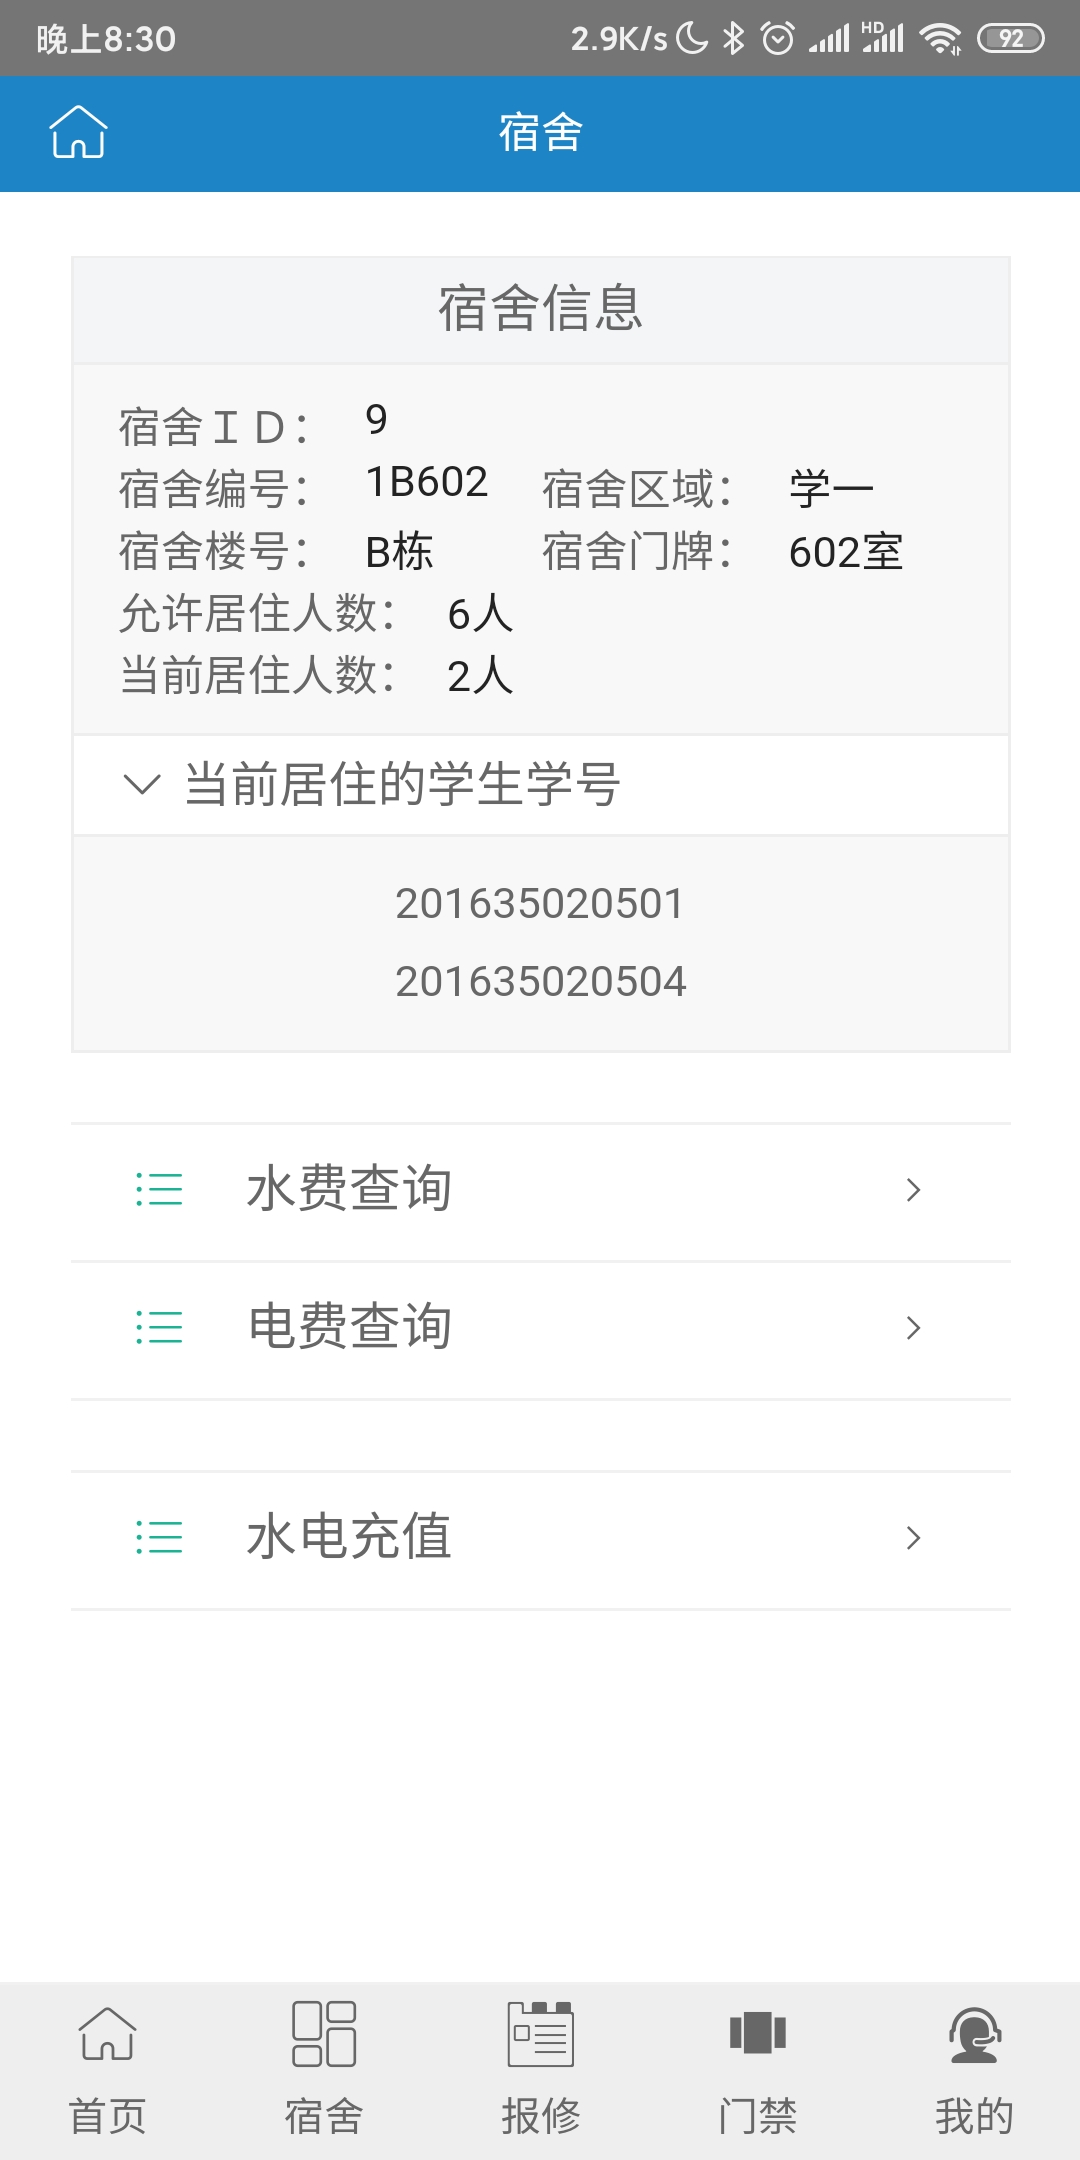 晚上8:30 2.9K/s HD 92
宿舍
宿舍信息
宿舍ＩＤ： 9
宿舍编号： 1B602 宿舍区域： 学一
宿舍楼号： B栋 宿舍门牌： 602室
允许居住人数： 6人
当前居住人数： 2人
当前居住的学生学号
201635020501
201635020504
水费查询
电费查询
水电充值
首页 宿舍 报修 门禁 我的